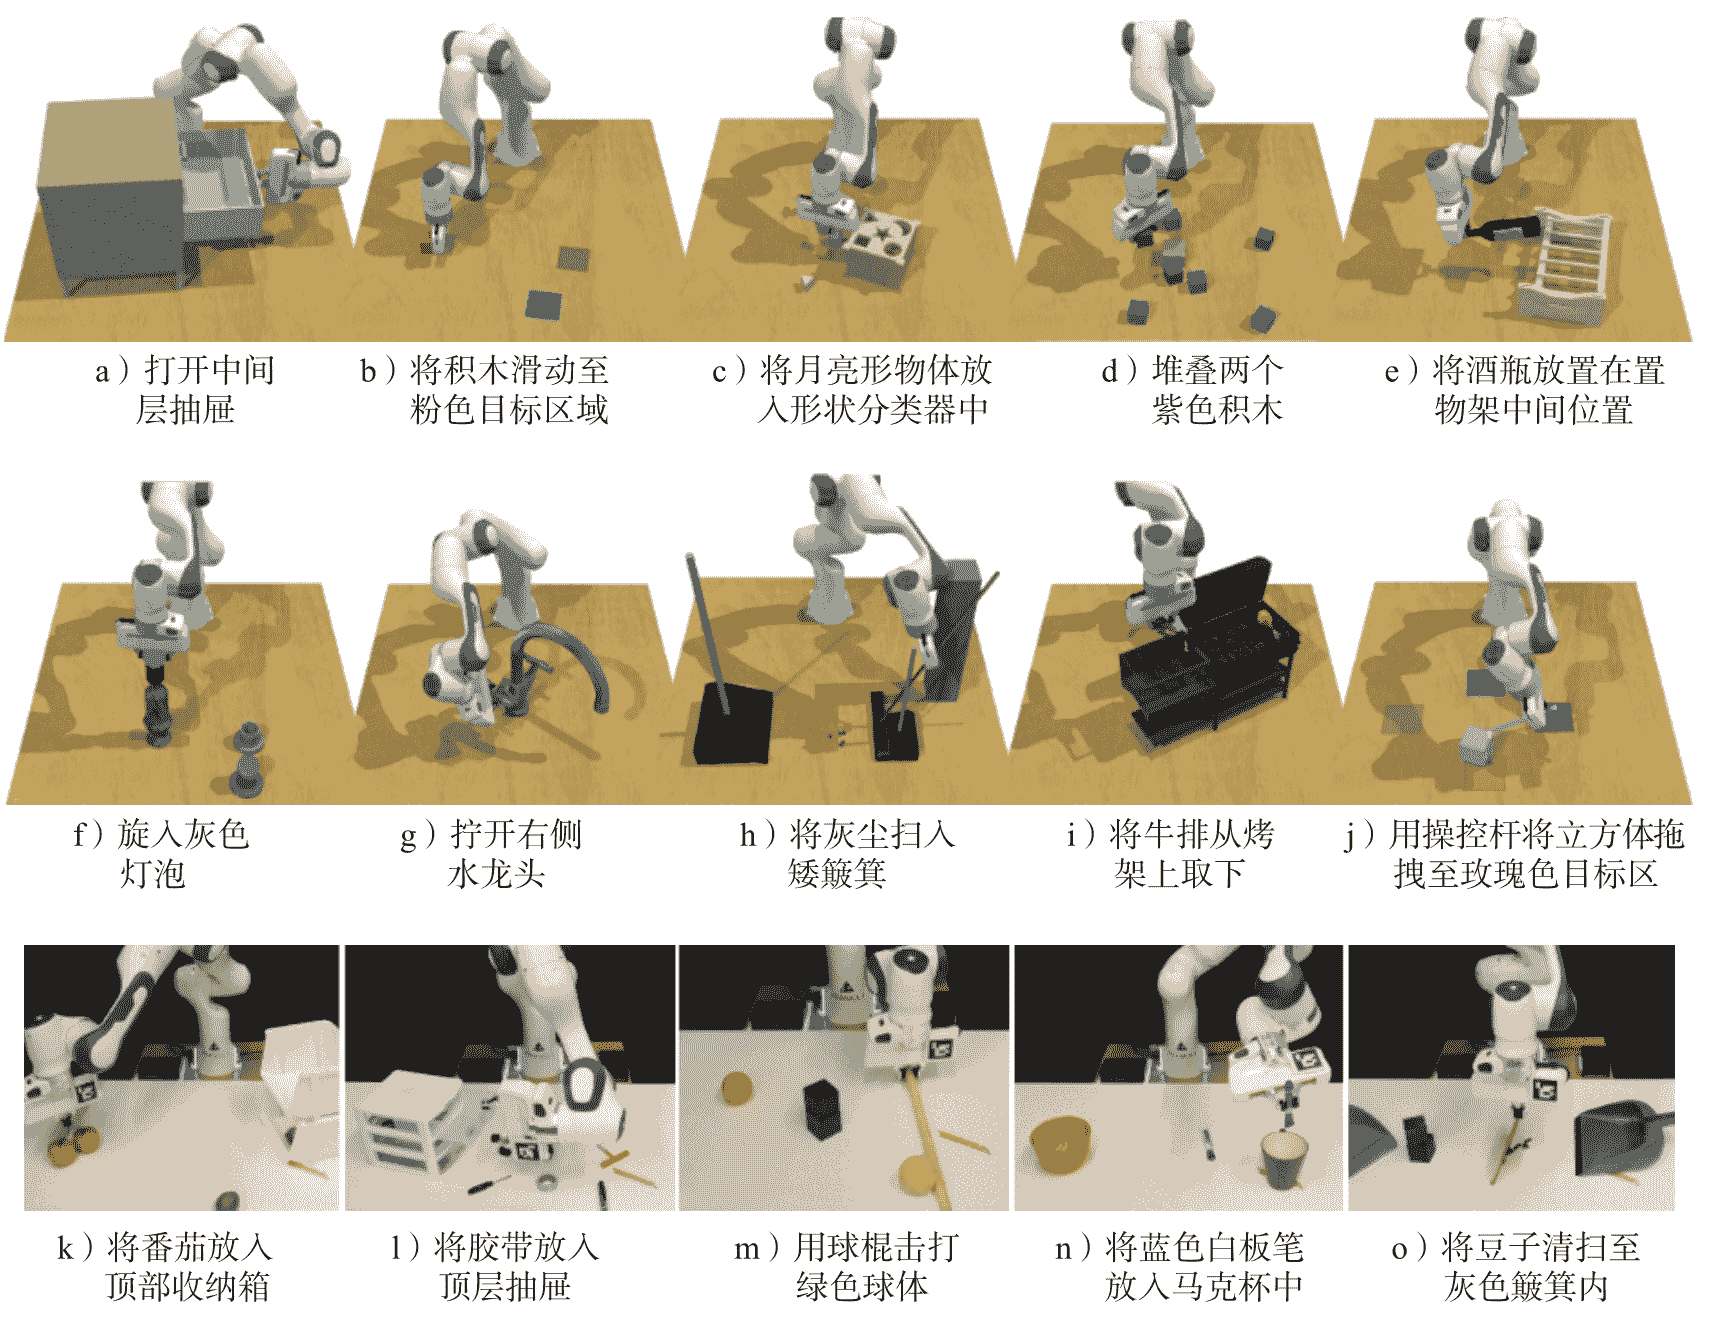 a）打开中间
层抽屉
b）将积木滑动至
粉色目标区域
c）将月亮形物体放
入形状分类器中
d）堆叠两个
紫色积木
e）将酒瓶放置在置
物架中间位置
f）旋入灰色
灯泡
g）拧开右侧
水龙头
h）将灰尘扫入
矮簸箕
i）将牛排从烤
架上取下
j）用操控杆将立方体拖
拽至玫瑰色目标区
k）将番茄放入
顶部收纳箱
l）将胶带放入
顶层抽屉
m）用球棍击打
绿色球体
n）将蓝色白板笔
放入马克杯中
o）将豆子清扫至
灰色簸箕内